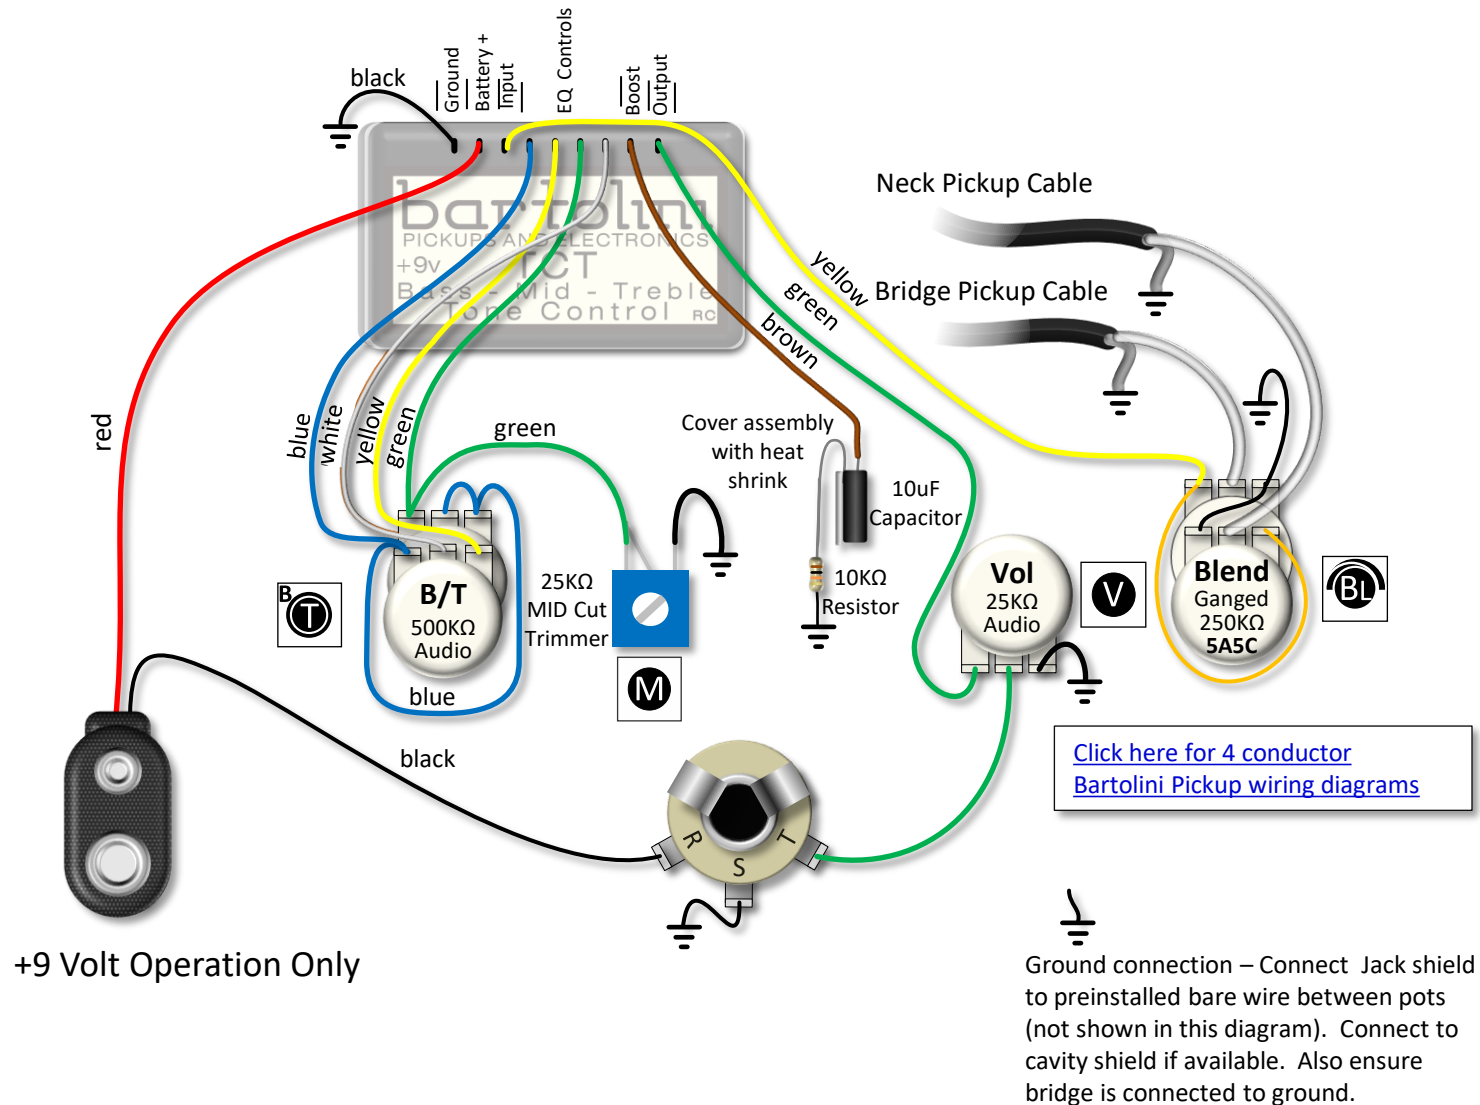 Ground
Battery +
Input
EQ Controls
Boost
Output
black
bartolini
PICKUPS AND ELECTRONICS
+9v TCT
Bass - Mid - Treble
Tone Control RC
Neck Pickup Cable
Bridge Pickup Cable
yellow
green
brown
red
blue
white
yellow
green
green
Cover assembly
with heat
shrink
10uF
Capacitor
10KΩ
Resistor
25KΩ
MID Cut
Trimmer
B
T
B/T
500KΩ
Audio
blue
M
Vol
25KΩ
Audio
V
Blend
Ganged
250KΩ
5A5C
BL
black
R
S
T
Click here for 4 conductor
Bartolini Pickup wiring diagrams
+9 Volt Operation Only
Ground connection – Connect Jack shield
to preinstalled bare wire between pots
(not shown in this diagram). Connect to
cavity shield if available. Also ensure
bridge is connected to ground.